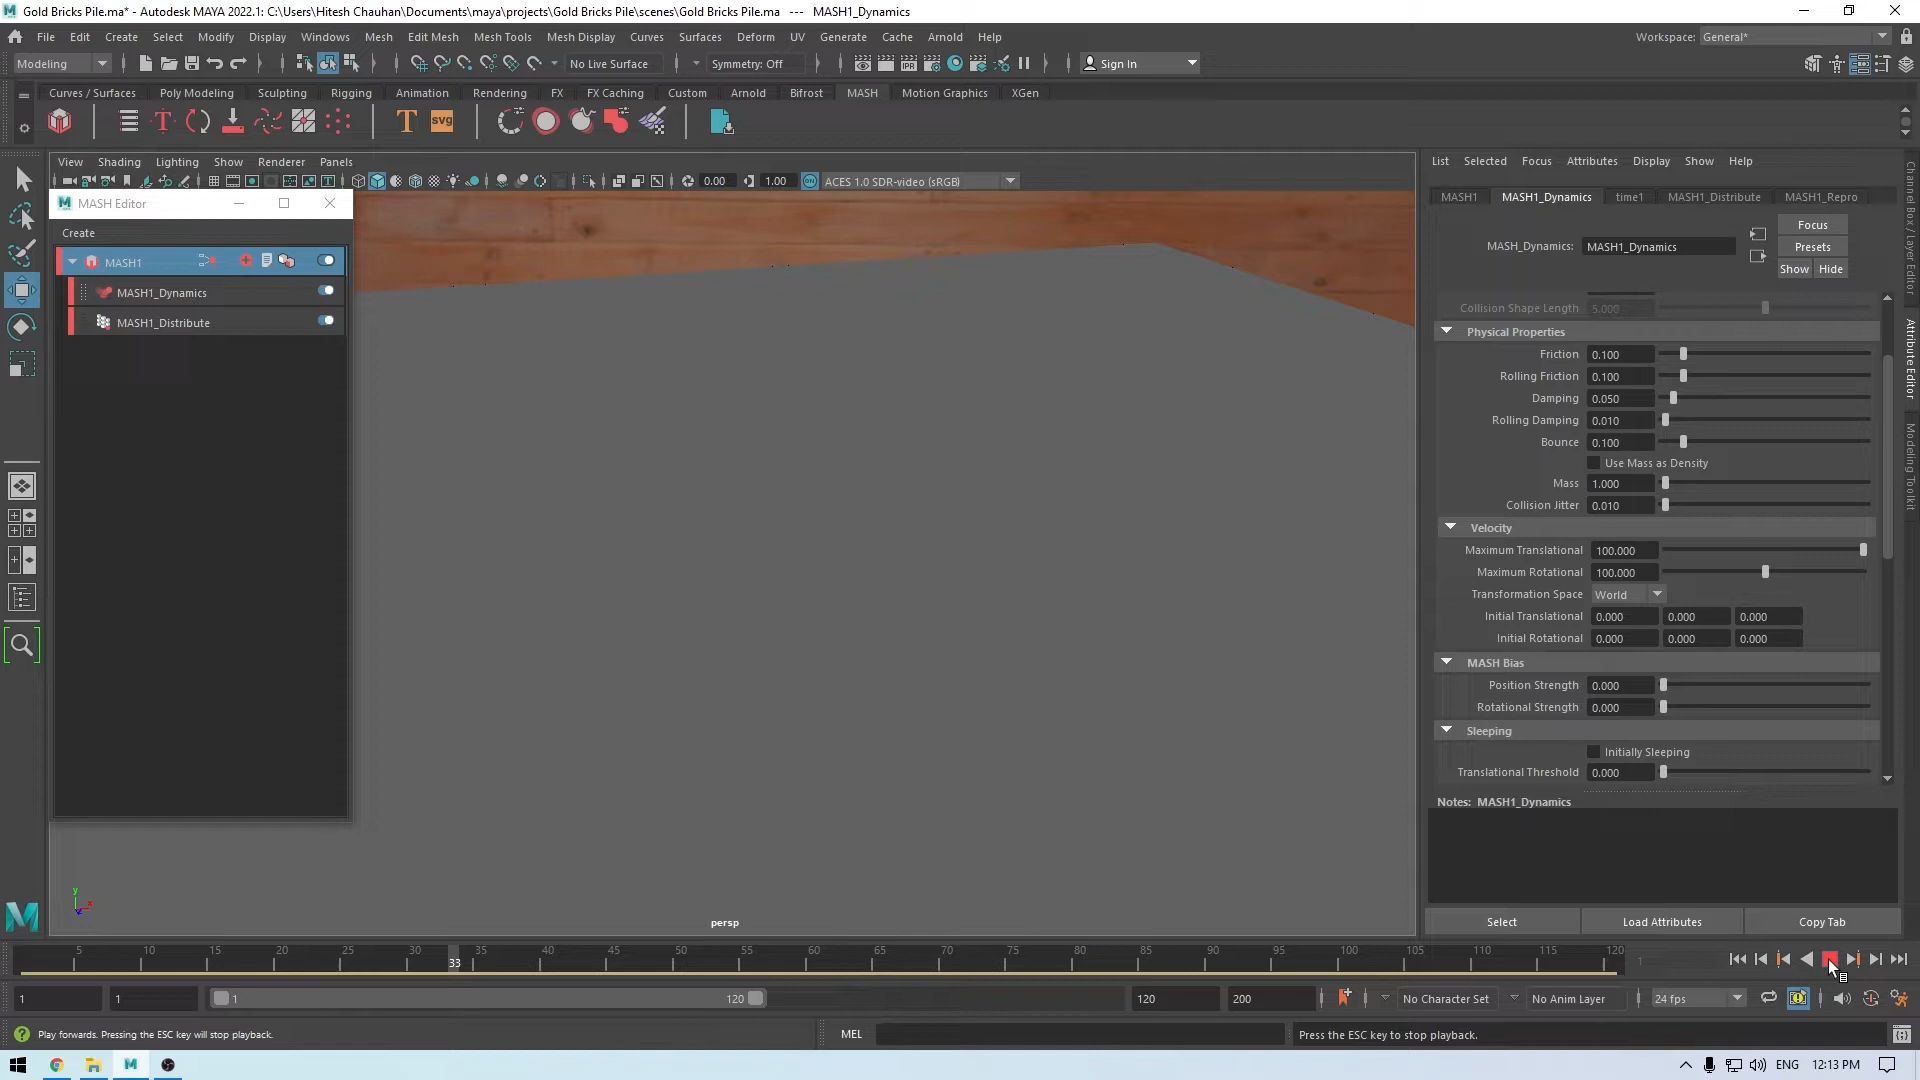 Gold Bricks Pile.ma* - Autodesk MAYA 2022.1: C:\Users\Hitesh Chauhan\Documents\maya\projects\Gold Bricks Pile\scenes\Gold Bricks Pile.ma --- MASH1_Dynamics
File Edit Create Select Modify Display Windows Mesh Edit Mesh Mesh Tools Mesh Display Curves Surfaces Deform UV Generate Cache Arnold Help
Workspace: General*
Modeling No Live Surface Symmetry: Off IPR Sign In
Curves / Surfaces Poly Modeling Sculpting Rigging Animation Rendering FX FX Caching Custom Arnold Bifrost MASH Motion Graphics XGen
T T svg
View Shading Lighting Show Renderer Panels
0.00 1.00 ON ACES 1.0 SDR-video (sRGB)
MASH Editor
Create
MASH1
MASH1_Dynamics
MASH1_Distribute
y
x
z
persp
List Selected Focus Attributes Display Show Help
MASH1 MASH1_Dynamics time1 MASH1_Distribute MASH1_Repro
Focus
MASH_Dynamics: MASH1_Dynamics
Presets
Show Hide
Collision Shape Length 5.000
Physical Properties
Friction 0.100
Rolling Friction 0.100
Damping 0.050
Rolling Damping 0.010
Bounce 0.100
Use Mass as Density
Mass 1.000
Collision Jitter 0.010
Velocity
Maximum Translational 100.000
Maximum Rotational 100.000
Transformation Space World
Initial Translational 0.000 0.000 0.000
Initial Rotational 0.000 0.000 0.000
MASH Bias
Position Strength 0.000
Rotational Strength 0.000
Sleeping
Initially Sleeping
Translational Threshold 0.000
Notes: MASH1_Dynamics
Select Load Attributes Copy Tab
Channel Box / Layer Editor
Attribute Editor
Modeling Toolkit
5 10 15 20 25 30 35 40 45 50 55 60 65 70 75 80 85 90 95 100 105 110 115 120
33
1
1 1 1 120 120 200 No Character Set No Anim Layer 24 fps
Play forwards. Pressing the ESC key will stop playback. MEL Press the ESC key to stop playback.
ENG 12:13 PM